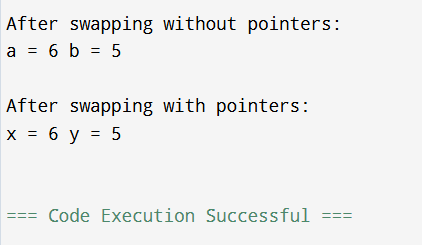 After swapping without pointers:
a = 6 b = 5
After swapping with pointers:
x = 6 y = 5
=== Code Execution Successful ===